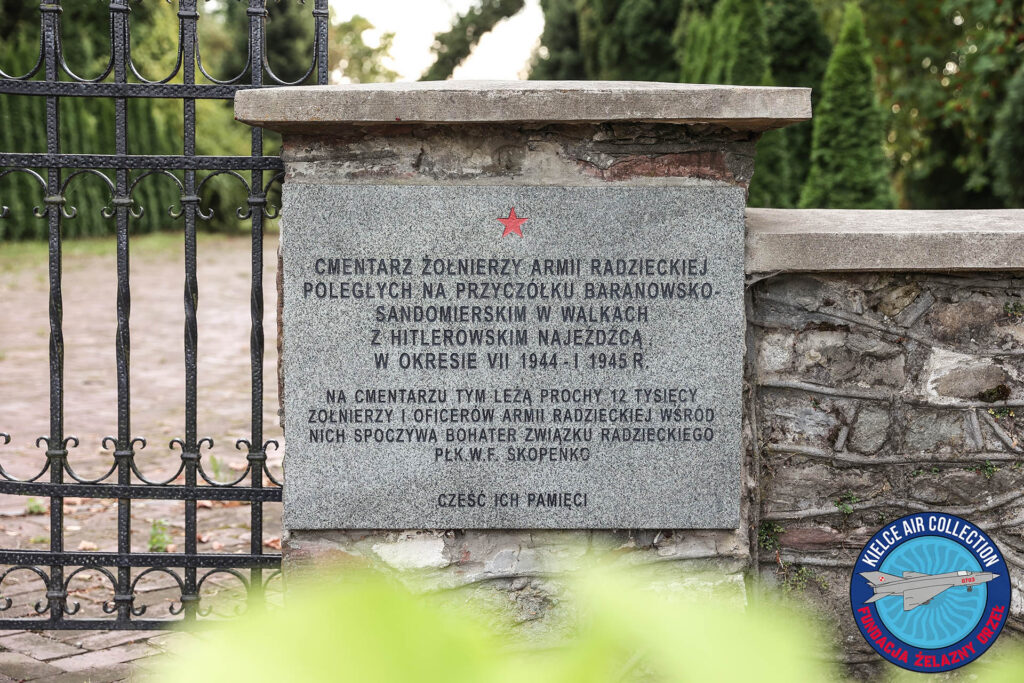 CMENTARZ ŻOŁNIERZY ARMII RADZIECKIEJ
POLEGŁYCH NA PRZYCZÓŁKU BARANOWSKO-
SANDOMIERSKIM W WALKACH
Z HITLEROWSKIM NAJEŹDZCĄ
W OKRESIE VII 1944-I 1945 R.
NA CMENTARZU TYM LEŻĄ PROCHY 12 TYSIĘCY
ŻOŁNIERZY I OFICERÓW ARMII RADZIECKIEJ WŚRÓD
NICH SPOCZYWA BOHATER ZWIĄZKU RADZIECKIEGO
PŁK.W.F. SKOPENKO
CZEŚĆ ICH PAMIĘCI
KIELCE AIR COLLECTION
0703
FUNDACJA ŻELAZNY ORZEŁ